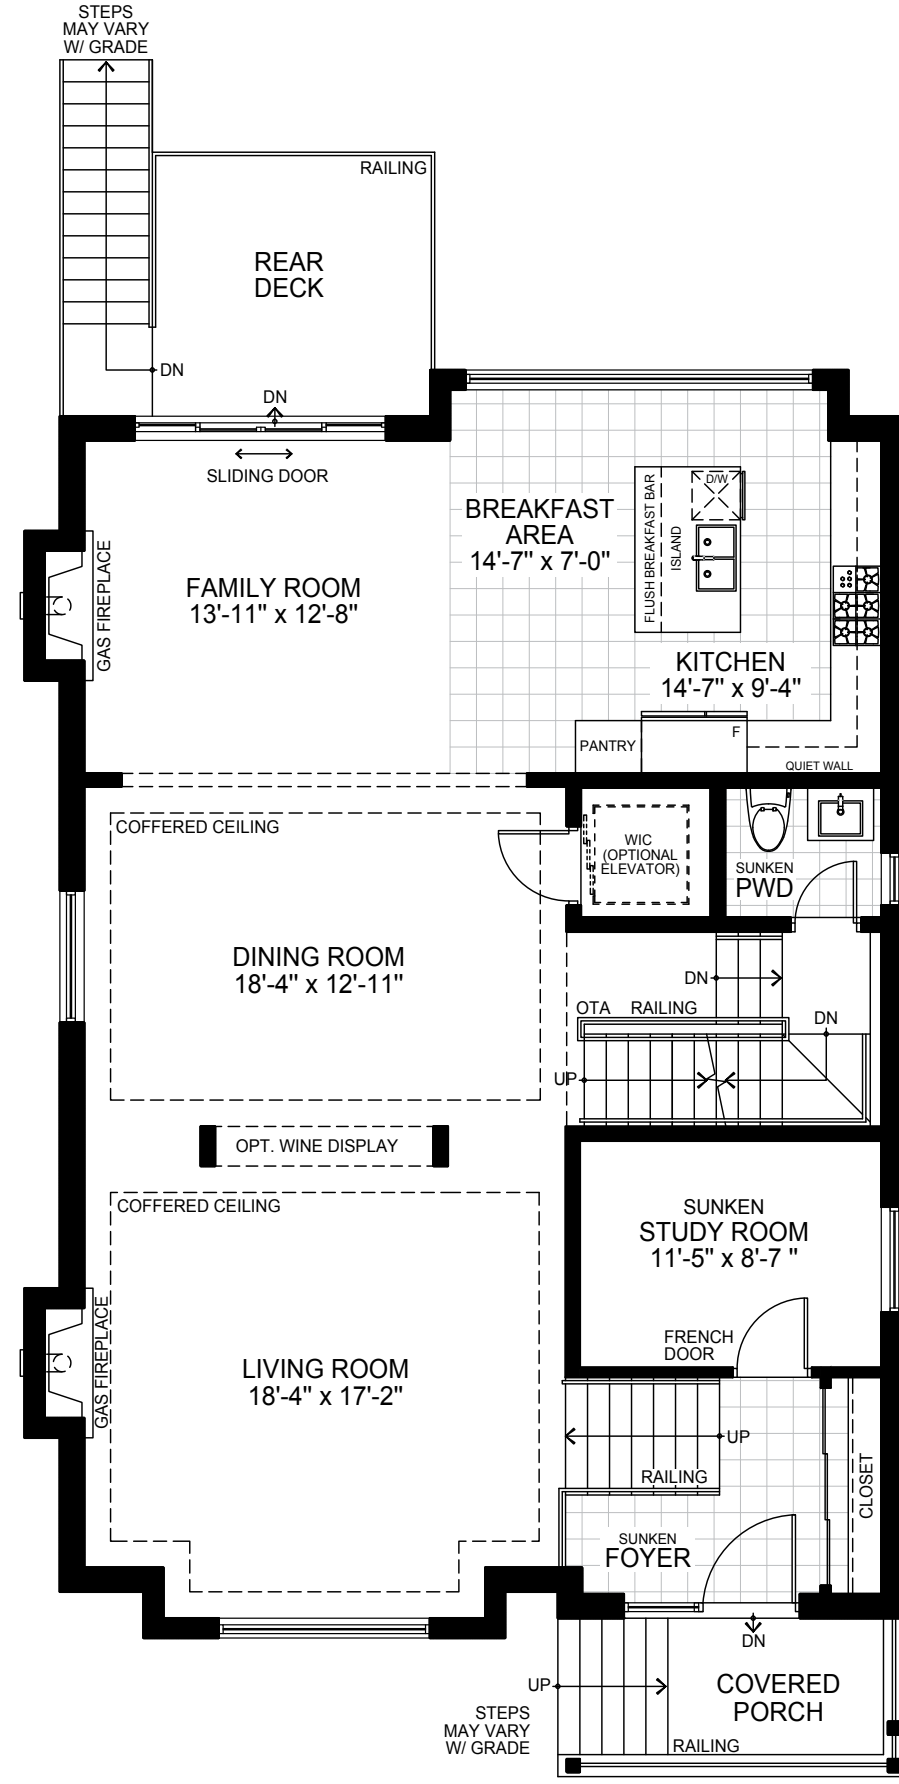 STEPS
MAY VARY
W/ GRADE
RAILING
REAR
DECK
DN
DN
SLIDING DOOR
GAS FIREPLACE
FAMILY ROOM
13'-11" x 12'-8"
BREAKFAST
AREA
14'-7" x 7'-0"
FLUSH BREAKFAST BAR
ISLAND
D/W
KITCHEN
14'-7" x 9'-4"
PANTRY
F
QUIET WALL
COFFERED CEILING
WIC
(OPTIONAL
ELEVATOR)
SUNKEN
PWD
DINING ROOM
18'-4" x 12'-11"
DN
OTA RAILING
DN
UP
OPT. WINE DISPLAY
COFFERED CEILING
SUNKEN
STUDY ROOM
11'-5" x 8'-7 "
FRENCH
DOOR
GAS FIREPLACE
LIVING ROOM
18'-4" x 17'-2"
UP
RAILING
CLOSET
SUNKEN
FOYER
DN
UP
COVERED
PORCH
STEPS
MAY VARY
W/ GRADE
RAILING